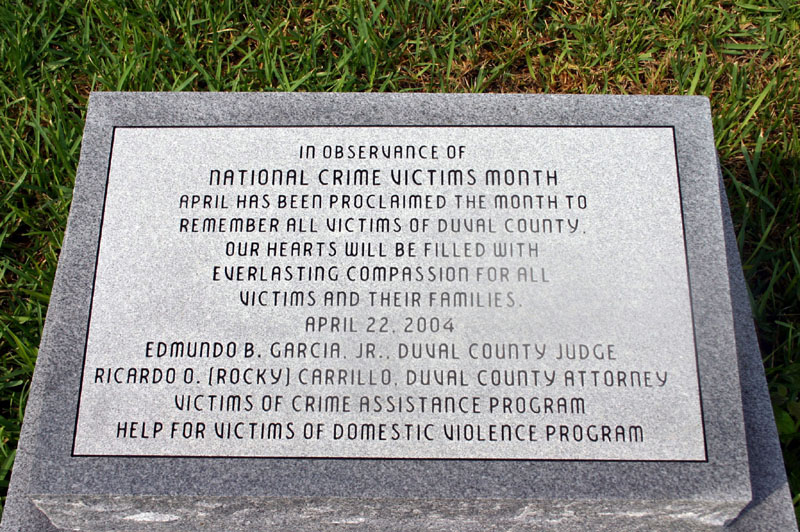 IN OBSERVANCE OF
NATIONAL CRIME VICTIMS MONTH
APRIL HAS BEEN PROCLAIMED THE MONTH TO
REMEMBER ALL VICTIMS OF DUVAL COUNTY.
OUR HEARTS WILL BE FILLED WITH
EVERLASTING COMPASSION FOR ALL
VICTIMS AND THEIR FAMILIES.
APRIL 22, 2004
EDMUNDO B. GARCIA, JR., DUVAL COUNTY JUDGE
RICARDO O. (ROCKY) CARRILLO, DUVAL COUNTY ATTORNEY
VICTIMS OF CRIME ASSISTANCE PROGRAM
HELP FOR VICTIMS OF DOMESTIC VIOLENCE PROGRAM